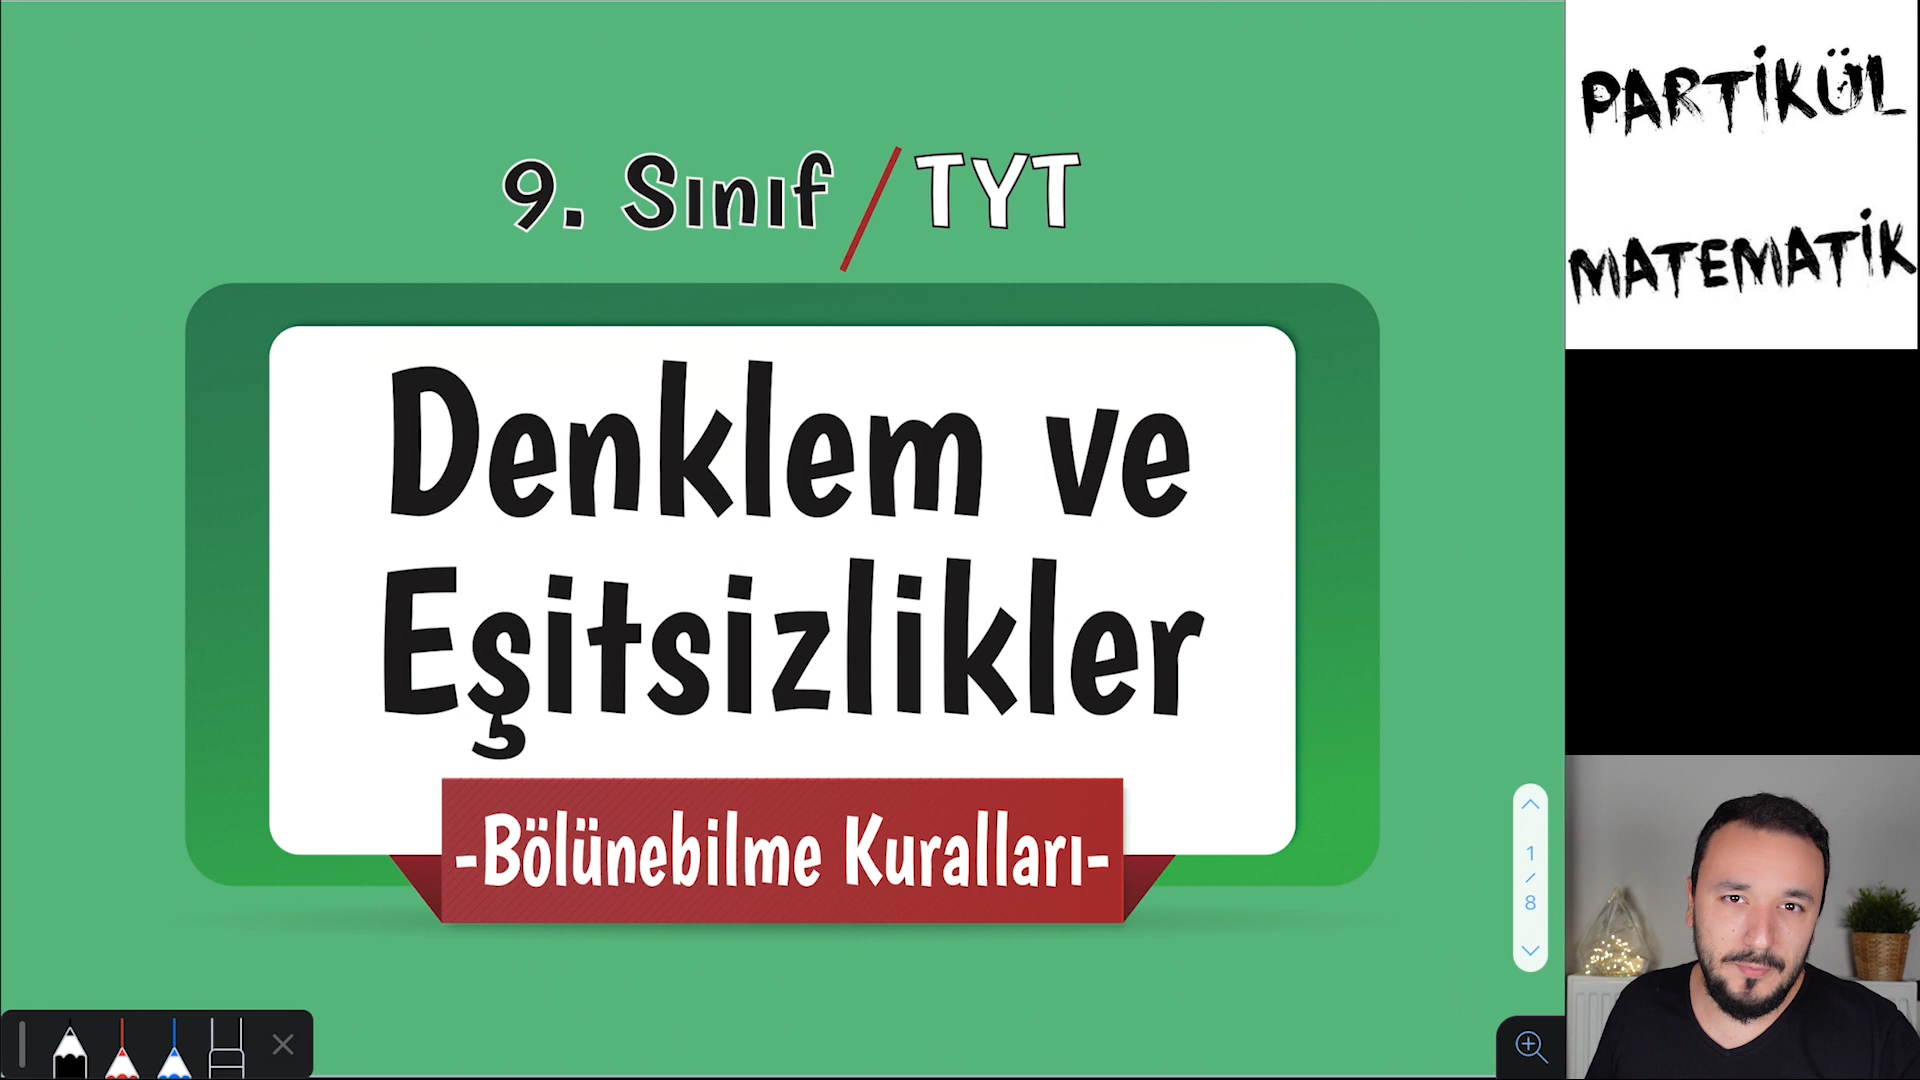 9. Sınıf / TYT
Denklem ve
Eşitsizlikler
-Bölünebilme Kuralları-
PARTİKÜL
MATEMATİK
1
/
8